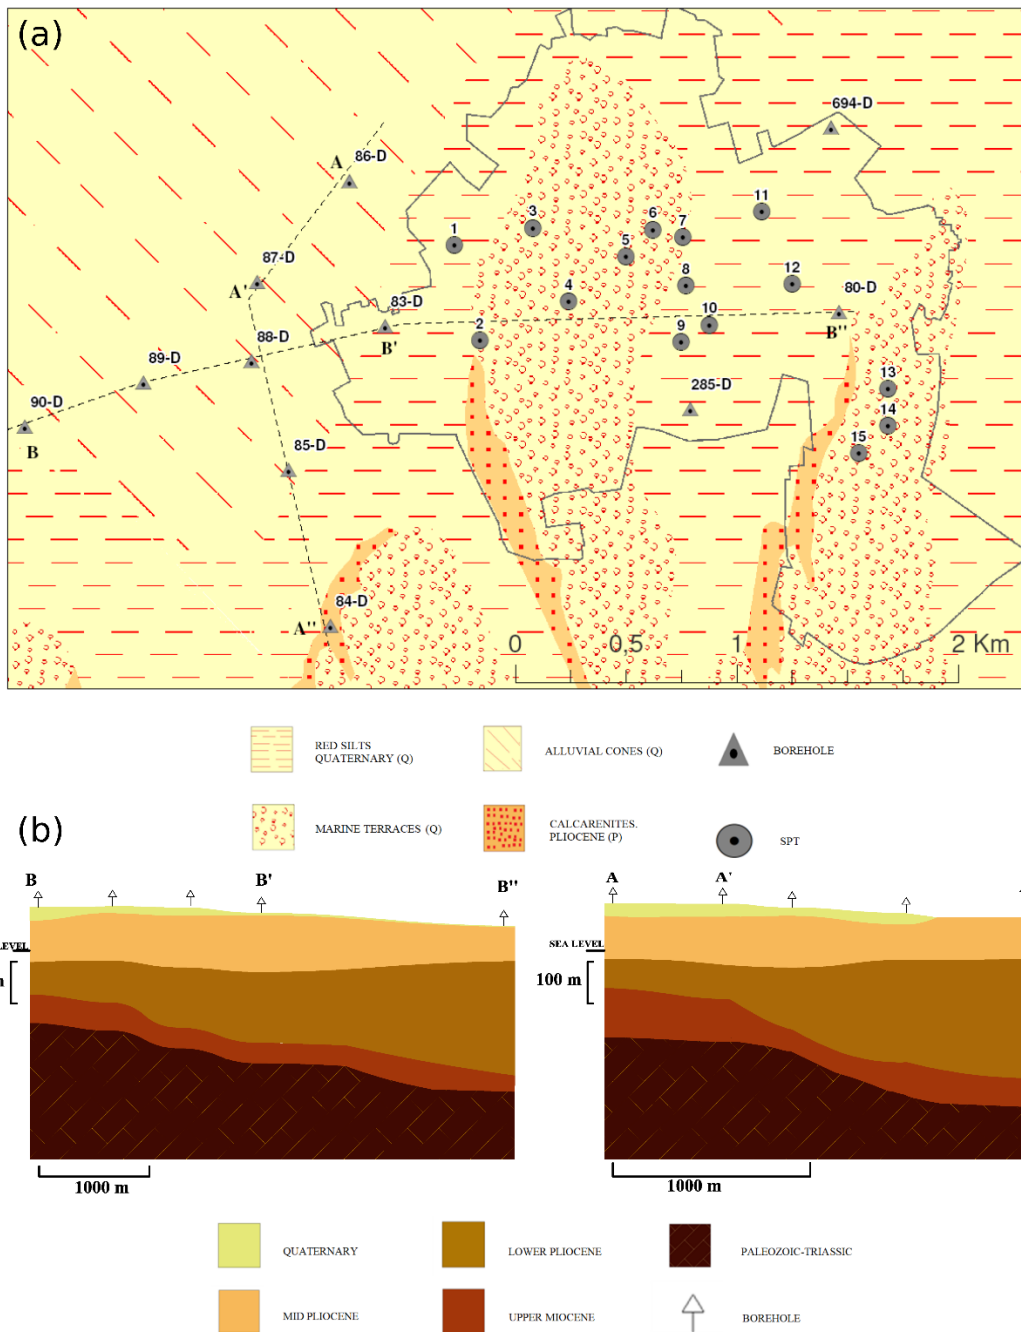 (a)
694-D
86-D
A
11
3
6
7
1
5
87-D
A'
8
12
4
83-D
80-D
10
2
B'
B''
9
88-D
89-D
13
285-D
90-D
14
B
15
85-D
84-D
A''
0
0,5
1
2 Km
RED SILTS
QUATERNARY (Q)
ALLUVIAL CONES (Q)
BOREHOLE
MARINE TERRACES (Q)
CALCARENITES.
PLIOCENE (P)
SPT
(b)
B
B'
B''
A
A'
LEVEL
SEA LEVEL
100 m
1000 m
1000 m
QUATERNARY
LOWER PLIOCENE
PALEOZOIC-TRIASSIC
MID PLIOCENE
UPPER MIOCENE
BOREHOLE